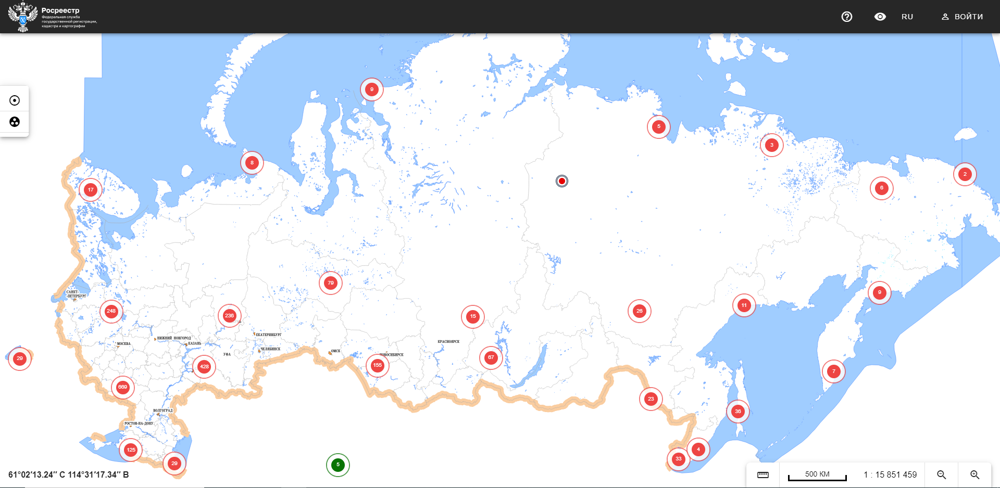 Росреестр
Федеральная служба
государственной регистрации,
кадастра и картографии
RU
ВОЙТИ
9
5
3
8
2
6
17
79
9
САНКТ-
-ПЕТЕРБУРГ
11
248
236
15
26
ЕКАТЕРИНБУРГ
НИЖНИЙ НОВГОРОД
МОСКВА
КАЗАНЬ
КРАСНОЯРСК
ЧЕЛЯБИНСК
ОМСК
УФА
НОВОСИБИРСК
29
67
428
155
7
669
23
ВОЛГОГРАД
36
РОСТОВ-НА-ДОНУ
125
4
33
29
5
61°02′13.24″ С 114°31′17.34″ В
500 КМ
1 : 15 851 459